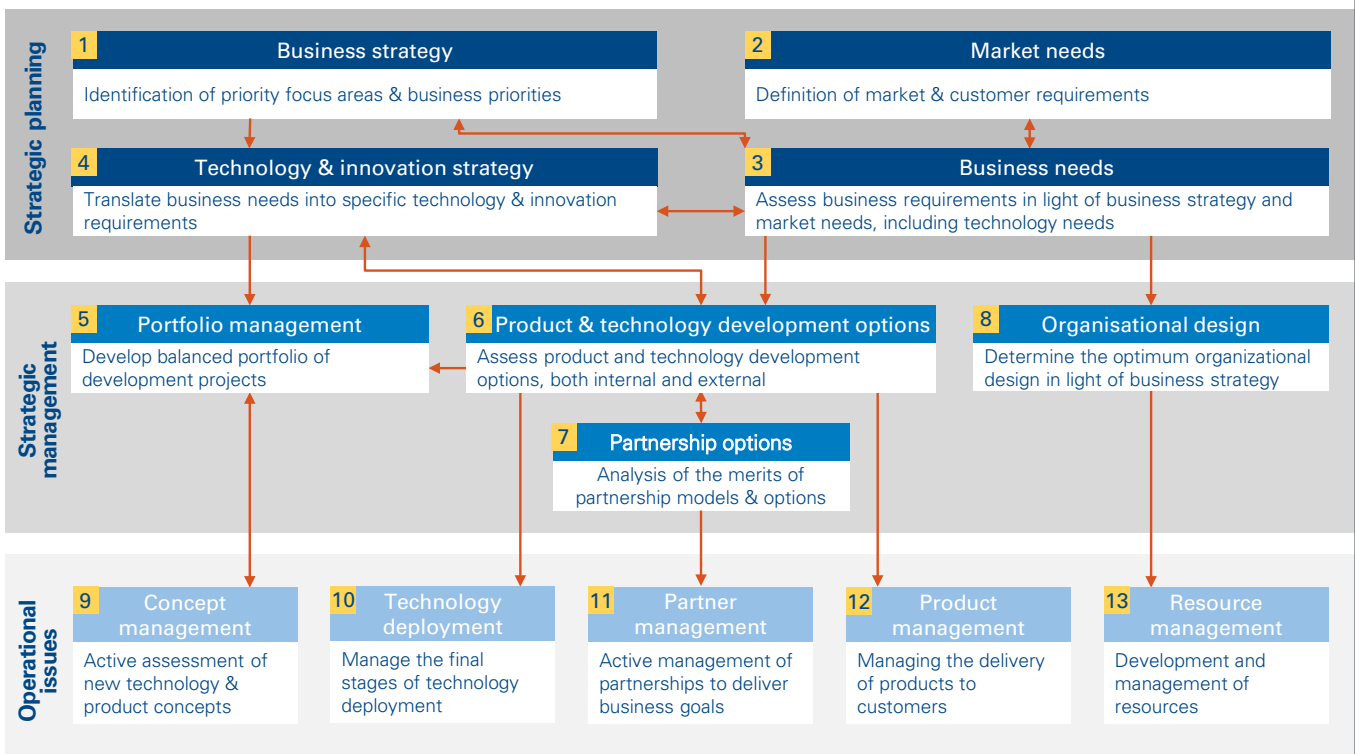 Strategic planning
1
Business strategy
Identification of priority focus areas & business priorities
2
Market needs
Definition of market & customer requirements
4
Technology & innovation strategy
Translate business needs into specific technology & innovation
requirements
3
Business needs
Assess business requirements in light of business strategy and
market needs, including technology needs
Strategic
management
5
Portfolio management
Develop balanced portfolio of
development projects
6
Product & technology development options
Assess product and technology development
options, both internal and external
8
Organisational design
Determine the optimum organizational
design in light of business strategy
7
Partnership options
Analysis of the merits of
partnership models & options
Operational
issues
9
Concept
management
Active assessment of
new technology &
product concepts
10
Technology
deployment
Manage the final
stages of technology
deployment
11
Partner
management
Active management of
partnerships to deliver
business goals
12
Product
management
Managing the delivery
of products to
customers
13
Resource
management
Development and
management of
resources